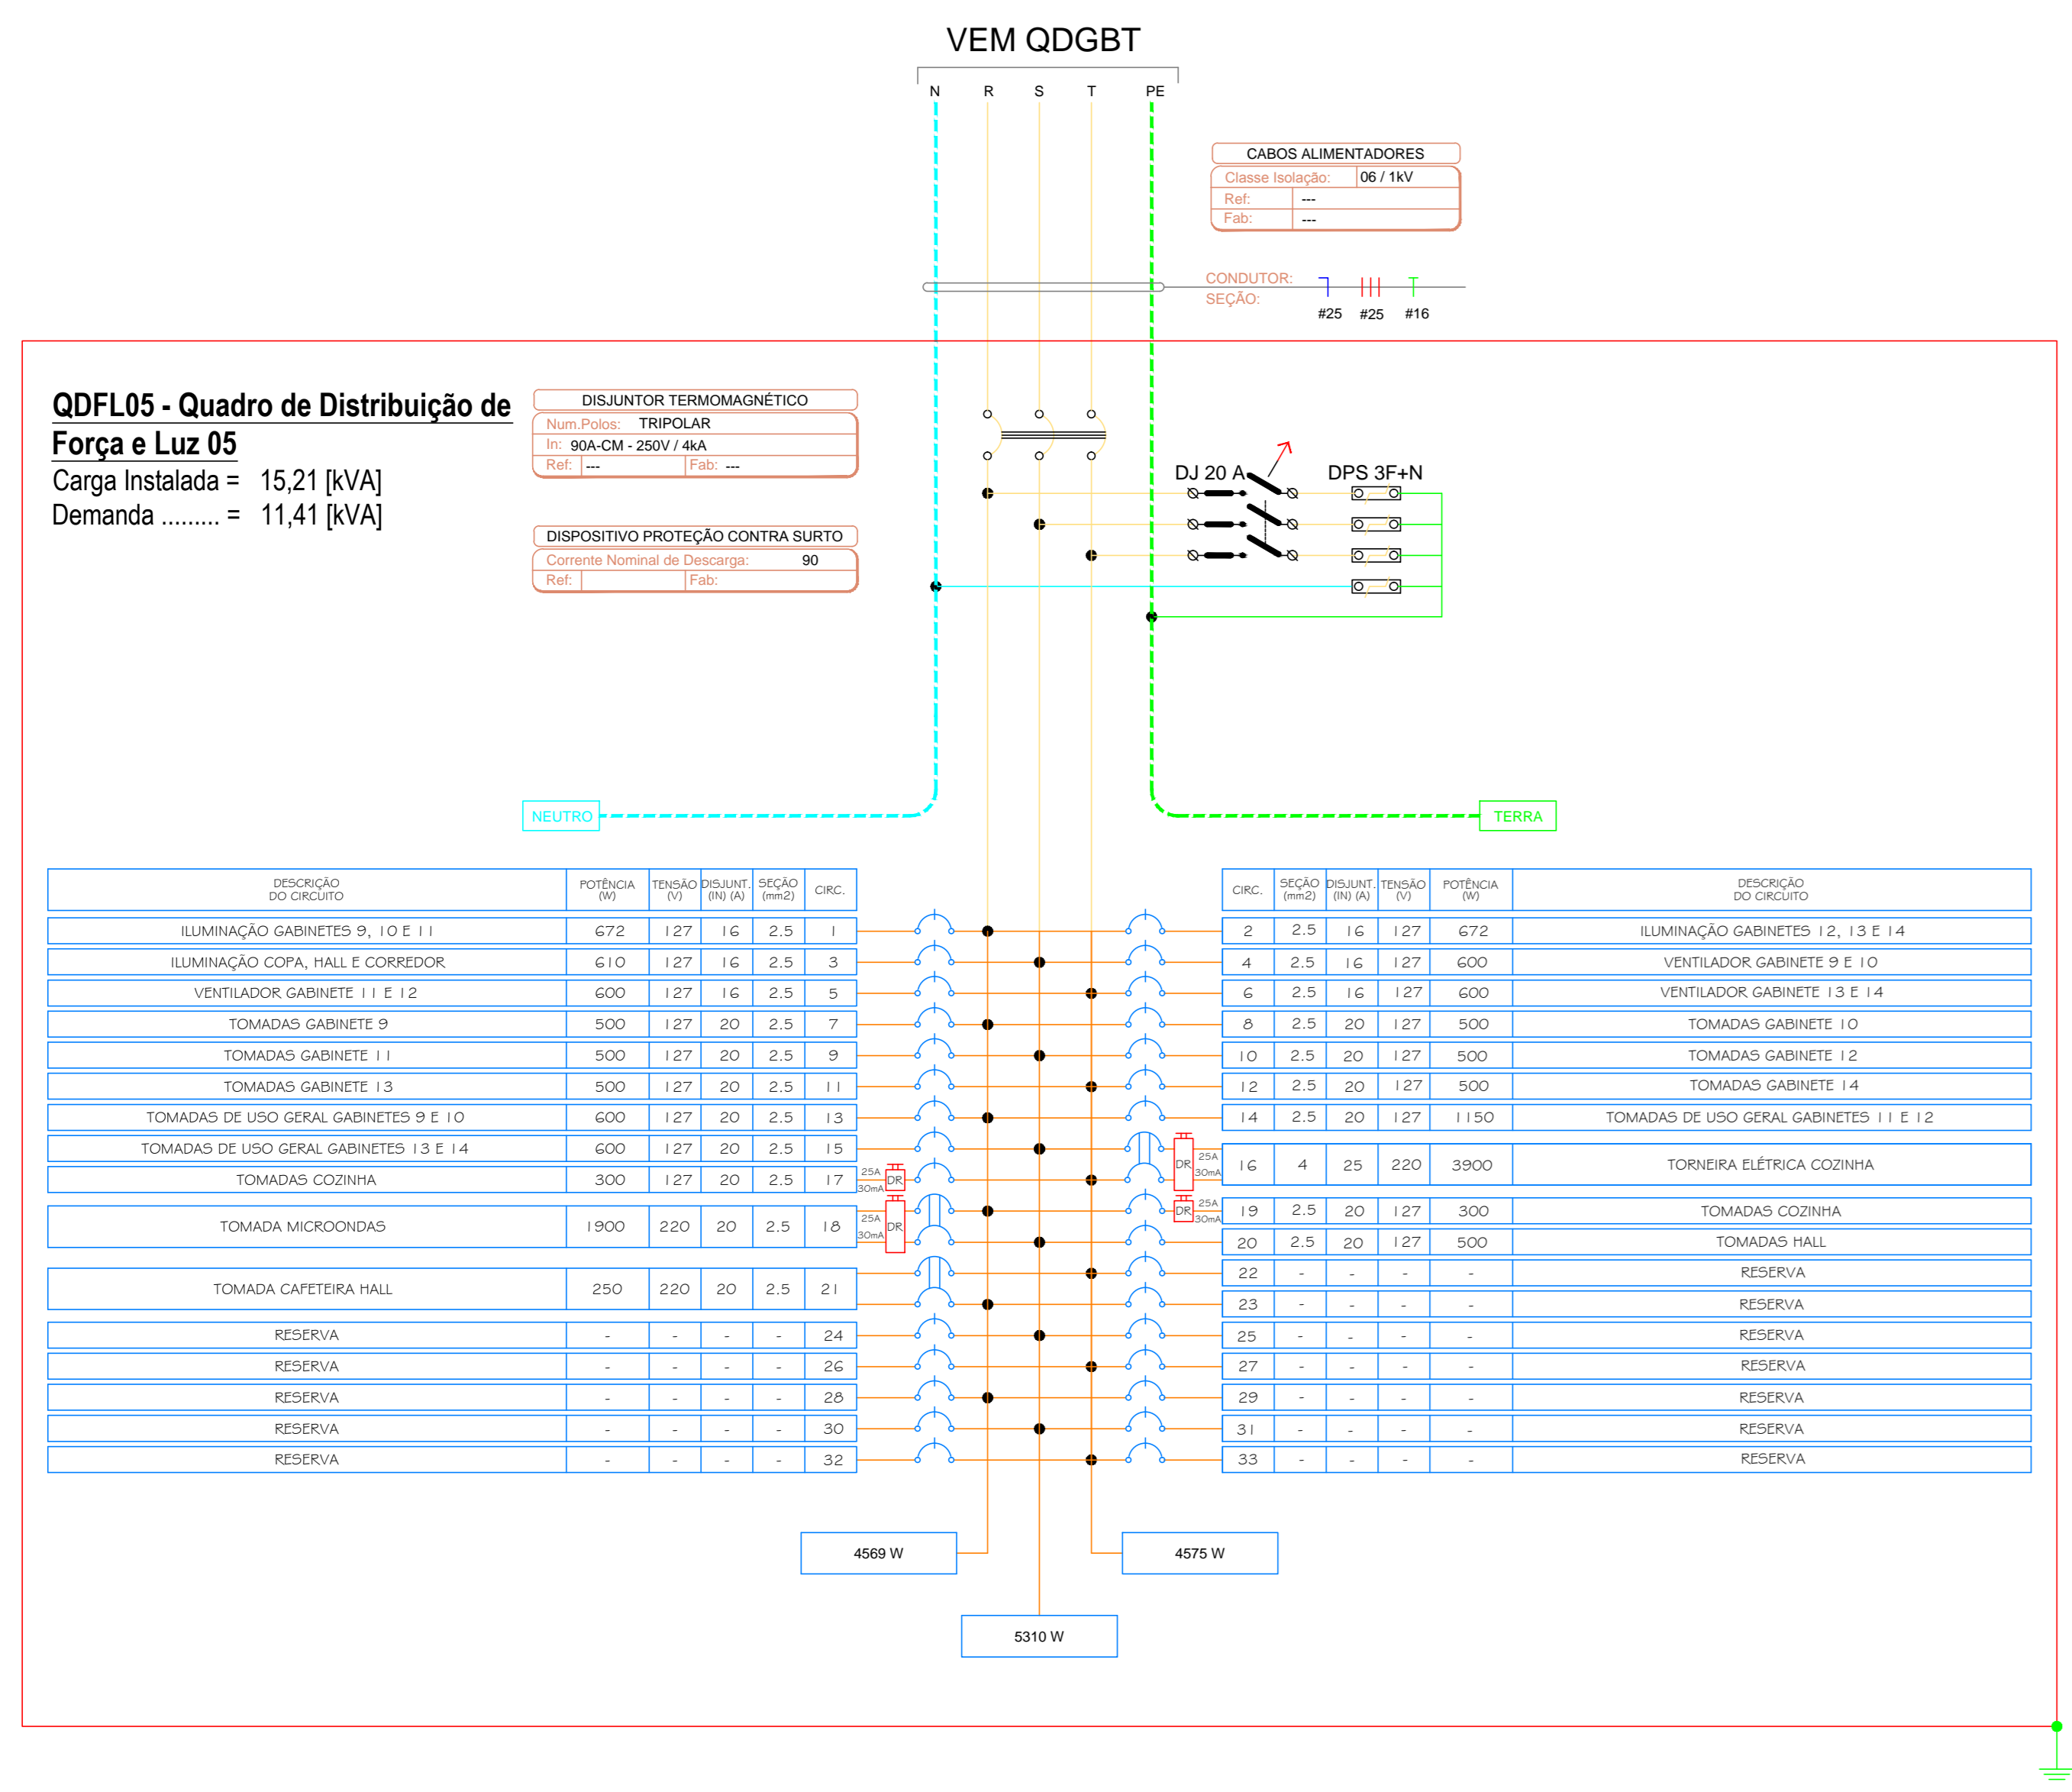 VEM QDGBT
N R S T PE
CABOS ALIMENTADORES
Classe Isolação: 06 / 1kV
Ref: ---
Fab: ---
CONDUTOR:
SEÇÃO:
#25 #25 #16
QDFL05 - Quadro de Distribuição de
Força e Luz 05
Carga Instalada = 15,21 [kVA]
Demanda ......... = 11,41 [kVA]
DISJUNTOR TERMOMAGNÉTICO
Num.Polos: TRIPOLAR
In: 90A-CM - 250V / 4kA
Ref: --- Fab: ---
DISPOSITIVO PROTEÇÃO CONTRA SURTO
Corrente Nominal de Descarga: 90
Ref: Fab:
DJ 20 A DPS 3F+N
NEUTRO
TERRA
DESCRIÇÃO DO CIRCUITO POTÊNCIA (W) TENSÃO (V) DISJUNT. (IN) (A) SEÇÃO (mm2) CIRC.
ILUMINAÇÃO GABINETES 9, 10 E 11 672 127 16 2.5 1
ILUMINAÇÃO COPA, HALL E CORREDOR 610 127 16 2.5 3
VENTILADOR GABINETE 11 E 12 600 127 16 2.5 5
TOMADAS GABINETE 9 500 127 20 2.5 7
TOMADAS GABINETE 11 500 127 20 2.5 9
TOMADAS GABINETE 13 500 127 20 2.5 11
TOMADAS DE USO GERAL GABINETES 9 E 10 600 127 20 2.5 13
TOMADAS DE USO GERAL GABINETES 13 E 14 600 127 20 2.5 15
TOMADAS COZINHA 300 127 20 2.5 17 25A 30mA DR
TOMADA MICROONDAS 1900 220 20 2.5 18 25A 30mA DR
TOMADA CAFETEIRA HALL 250 220 20 2.5 21
RESERVA - - - - 24
RESERVA - - - - 26
RESERVA - - - - 28
RESERVA - - - - 30
RESERVA - - - - 32
CIRC. SEÇÃO (mm2) DISJUNT. (IN) (A) TENSÃO (V) POTÊNCIA (W) DESCRIÇÃO DO CIRCUITO
2 2.5 16 127 672 ILUMINAÇÃO GABINETES 12, 13 E 14
4 2.5 16 127 600 VENTILADOR GABINETE 9 E 10
6 2.5 16 127 600 VENTILADOR GABINETE 13 E 14
8 2.5 20 127 500 TOMADAS GABINETE 10
10 2.5 20 127 500 TOMADAS GABINETE 12
12 2.5 20 127 500 TOMADAS GABINETE 14
14 2.5 20 127 1150 TOMADAS DE USO GERAL GABINETES 11 E 12
DR 25A 30mA 16 4 25 220 3900 TORNEIRA ELÉTRICA COZINHA
DR 25A 30mA 19 2.5 20 127 300 TOMADAS COZINHA
20 2.5 20 127 500 TOMADAS HALL
22 - - - - RESERVA
23 - - - - RESERVA
25 - - - - RESERVA
27 - - - - RESERVA
29 - - - - RESERVA
31 - - - - RESERVA
33 - - - - RESERVA
4569 W 4575 W
5310 W